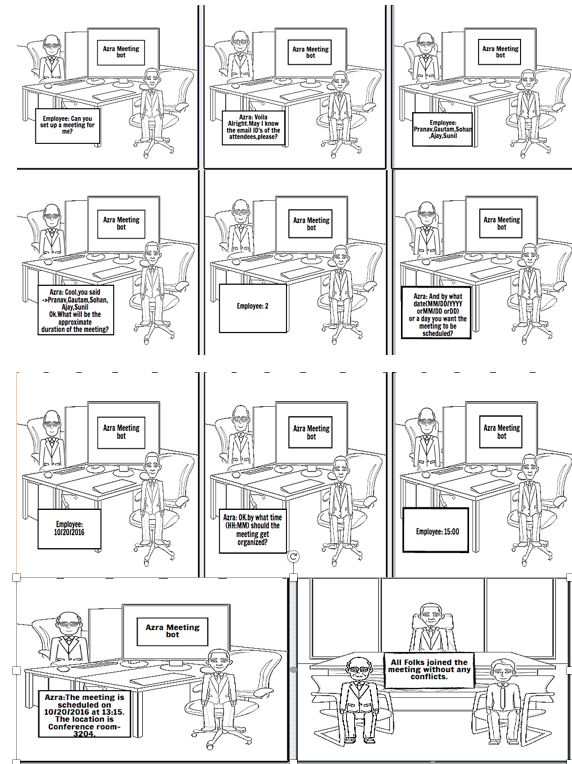 Azra Meeting
bot
Employee: Can you
set up a meeting for
me?
Azra Meeting
bot
Azra: Voila
Alright.May I know
the email ID's of the
attendees,please?
Azra Meeting
bot
Employee:
Pranav,Gautam,Sohan
,Ajay,Sunil
Azra Meeting
bot
Azra: Cool,you said
->Pranav,Gautam,Sohan,
Ajay,Sunil
Ok.What will be the
approximate
duration of the meeting?
Azra Meeting
bot
Employee: 2
Azra Meeting
bot
Azra: And by what
date(MM/DD/YYYY
orMM/DD orDD)
or a day you want the
meeting to be
scheduled?
Azra Meeting
bot
Employee:
10/20/2016
Azra Meeting
bot
Azra: OK.by what time
(HH:MM) should the
meeting get
organized?
Azra Meeting
bot
Employee: 15:00
Azra Meeting
bot
Azra:The meeting is
scheduled on
10/20/2016 at 13:15.
The location is
Conference room-
3204.
All Folks joined the
meeting without any
conflicts.